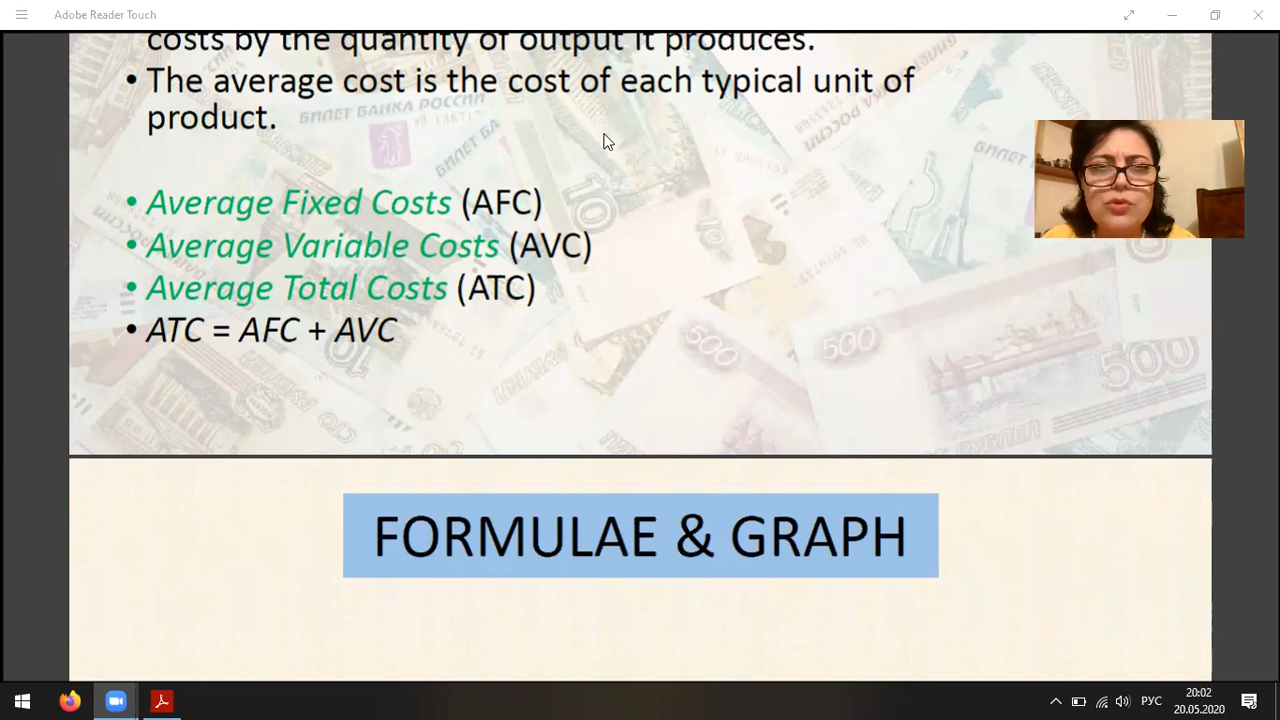 Adobe Reader Touch
costs by the quantity of output it produces.
• The average cost is the cost of each typical unit of
product.
• Average Fixed Costs (AFC)
• Average Variable Costs (AVC)
• Average Total Costs (ATC)
• ATC = AFC + AVC
FORMULAE & GRAPH
РУС
20:02
20.05.2020